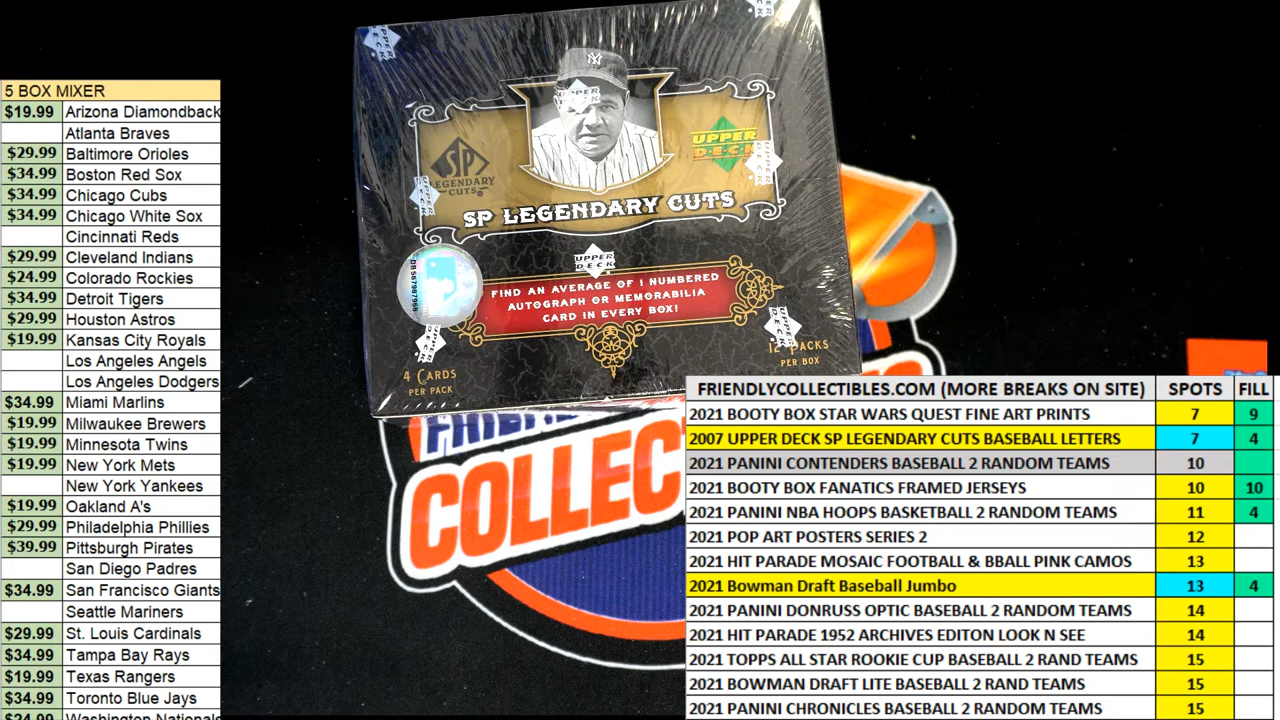 5 BOX MIXER
$19.99 Arizona Diamondback
Atlanta Braves
$29.99 Baltimore Orioles
$34.99 Boston Red Sox
$34.99 Chicago Cubs
$34.99 Chicago White Sox
Cincinnati Reds
$29.99 Cleveland Indians
$24.99 Colorado Rockies
$34.99 Detroit Tigers
$29.99 Houston Astros
$19.99 Kansas City Royals
Los Angeles Angels
Los Angeles Dodgers
$34.99 Miami Marlins
$19.99 Milwaukee Brewers
$19.99 Minnesota Twins
$19.99 New York Mets
New York Yankees
$19.99 Oakland A's
$29.99 Philadelphia Phillies
$39.99 Pittsburgh Pirates
San Diego Padres
$34.99 San Francisco Giants
Seattle Mariners
$29.99 St. Louis Cardinals
$34.99 Tampa Bay Rays
$19.99 Texas Rangers
$34.99 Toronto Blue Jays
$24.99 Washington Nationals
UPPER DECK
SP
LEGENDARY
CUTS
UPPER
DECK
SP LEGENDARY CUTS
UPPER
DECK
FIND AN AVERAGE OF 1 NUMBERED
AUTOGRAPH OR MEMORABILIA
CARD IN EVERY BOX!
4 CARDS
PER PACK
12 PACKS
PER BOX
COLLEC
FRIENDLYCOLLECTIBLES.COM (MORE BREAKS ON SITE) SPOTS FILL
2021 BOOTY BOX STAR WARS QUEST FINE ART PRINTS 7 9
2007 UPPER DECK SP LEGENDARY CUTS BASEBALL LETTERS 7 4
2021 PANINI CONTENDERS BASEBALL 2 RANDOM TEAMS 10
2021 BOOTY BOX FANATICS FRAMED JERSEYS 10 10
2021 PANINI NBA HOOPS BASKETBALL 2 RANDOM TEAMS 11 4
2021 POP ART POSTERS SERIES 2 12
2021 HIT PARADE MOSAIC FOOTBALL & BBALL PINK CAMOS 13
2021 Bowman Draft Baseball Jumbo 13 4
2021 PANINI DONRUSS OPTIC BASEBALL 2 RANDOM TEAMS 14
2021 HIT PARADE 1952 ARCHIVES EDITON LOOK N SEE 14
2021 TOPPS ALL STAR ROOKIE CUP BASEBALL 2 RAND TEAMS 15
2021 BOWMAN DRAFT LITE BASEBALL 2 RAND TEAMS 15
2021 PANINI CHRONICLES BASEBALL 2 RANDOM TEAMS 15